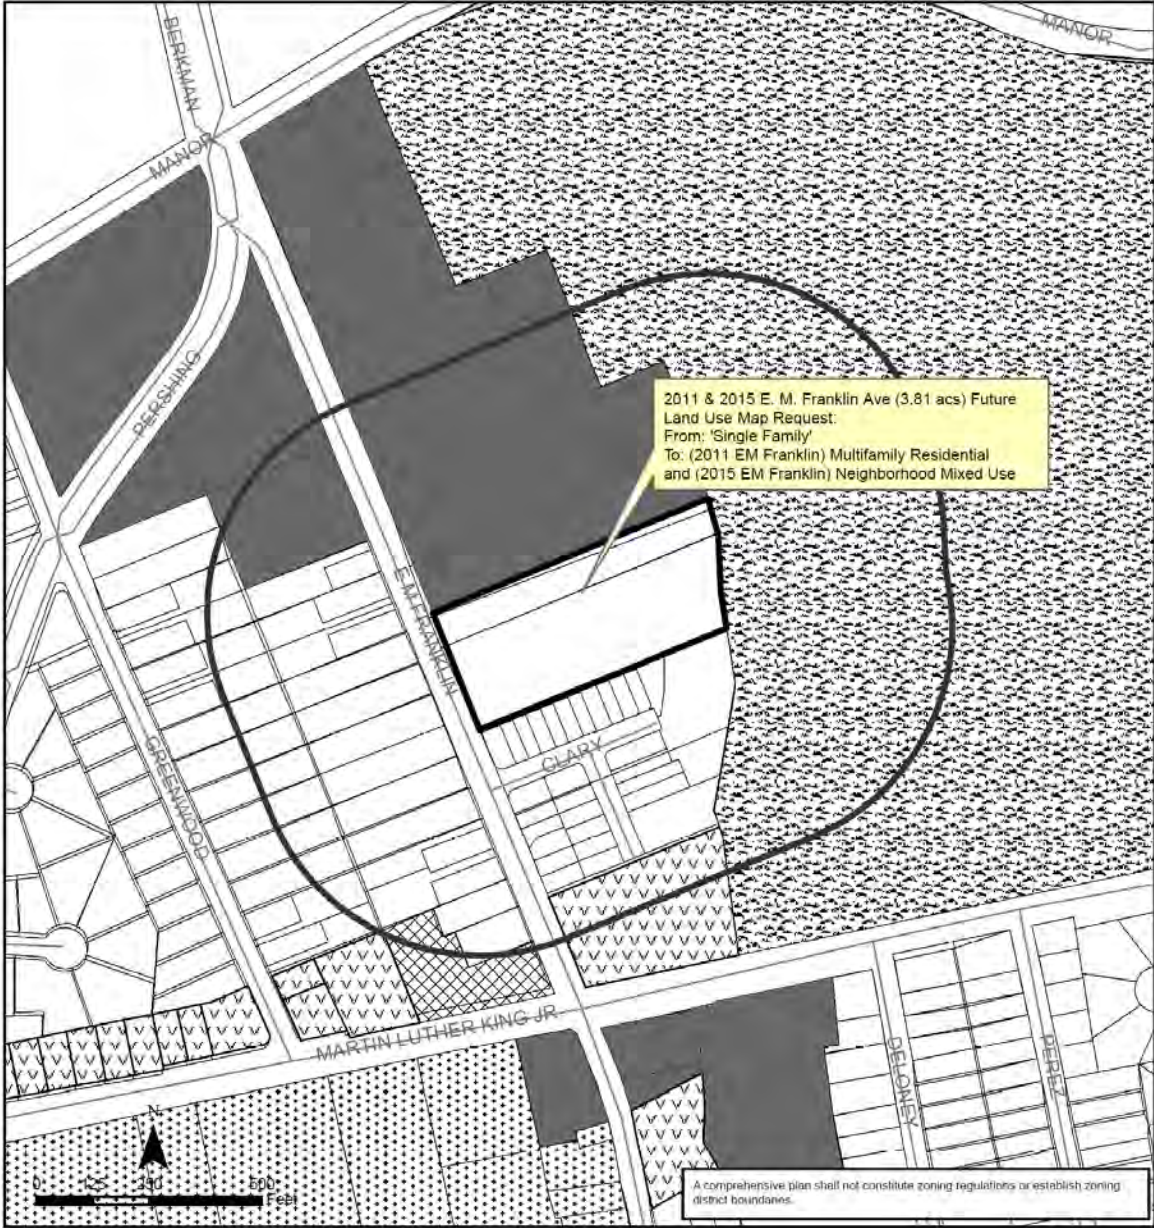 BERKMAN
MANOR
MANOR
PERSHING
2011 & 2015 E. M. Franklin Ave (3.81 acs) Future
Land Use Map Request:
From: 'Single Family'
To: (2011 EM Franklin) Multifamily Residential
and (2015 EM Franklin) Neighborhood Mixed Use
E M FRANKLIN
CLARY
GREENWOOD
MARTIN LUTHER KING JR.
DELONEY
PEREZ
N
0 125 250 500
Feet
A comprehensive plan shall not constitute zoning regulations or establish zoning
district boundaries.